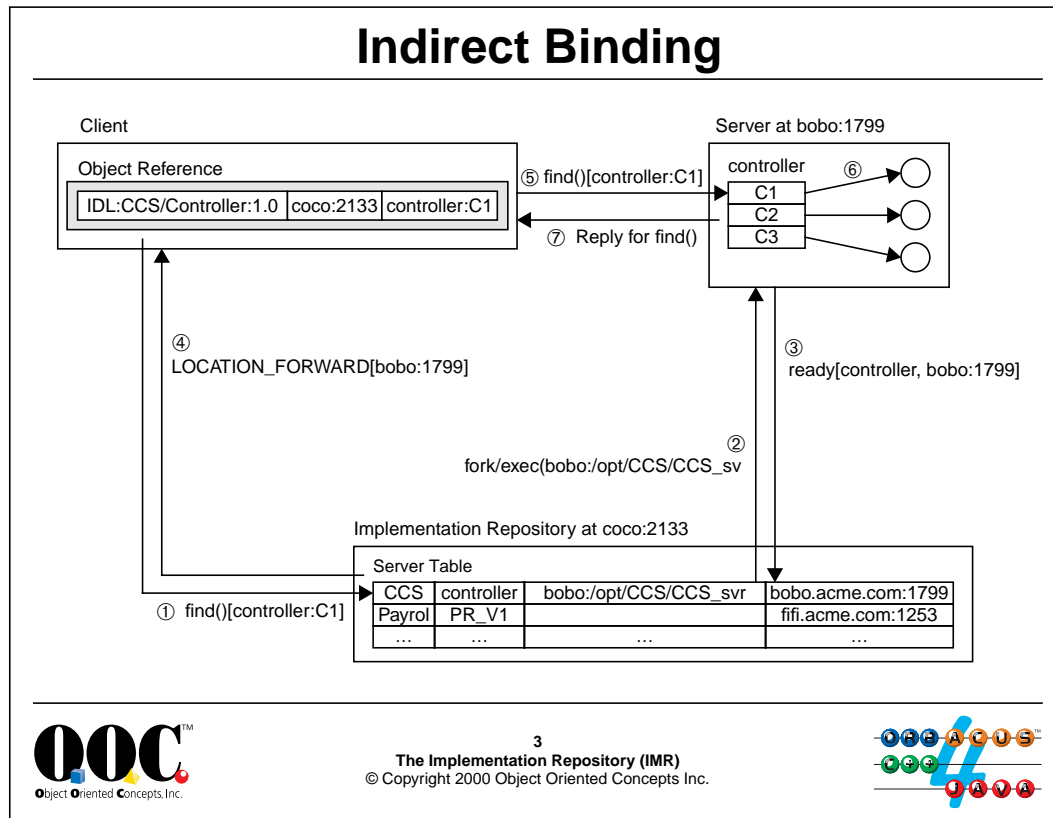 Indirect Binding
Client
Server at bobo:1799
Object Reference
IDL:CCS/Controller:1.0 coco:2133 controller:C1
⑤ find()[controller:C1]
⑦ Reply for find()
controller
C1
C2
C3
⑥
④
LOCATION_FORWARD[bobo:1799]
③
ready[controller, bobo:1799]
②
fork/exec(bobo:/opt/CCS/CCS_sv
Implementation Repository at coco:2133
Server Table
CCS controller bobo:/opt/CCS/CCS_svr bobo.acme.com:1799
Payrol PR_V1 fifi.acme.com:1253
… … … …
① find()[controller:C1]
OOC™
Object Oriented Concepts, Inc.
3
The Implementation Repository (IMR)
© Copyright 2000 Object Oriented Concepts Inc.
ORBACUS™
C++
4
JAVA